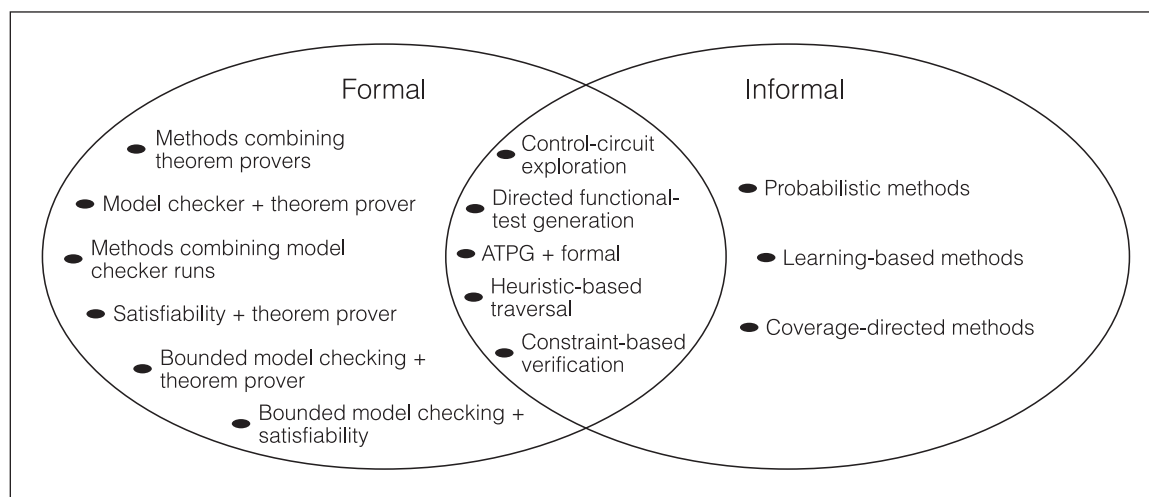 Formal
Methods combining
theorem provers
Model checker + theorem prover
Methods combining model
checker runs
Satisfiability + theorem prover
Bounded model checking +
theorem prover
Bounded model checking +
satisfiability
Control-circuit
exploration
Directed functional-
test generation
ATPG + formal
Heuristic-based
traversal
Constraint-based
verification
Informal
Probabilistic methods
Learning-based methods
Coverage-directed methods